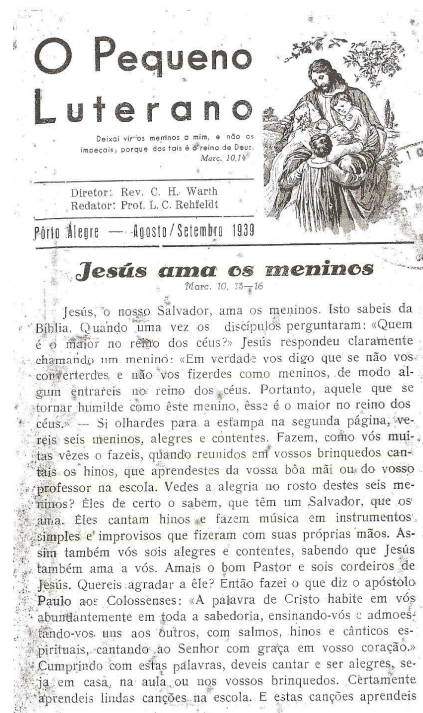 O Pequeno
Luterano
Deixai vir os meninos a mim, e não os
impeçais, porque dos tais é o reino de Deus.
Marc. 10,14
Diretor: Rev. C. H. Warth
Redator: Prof. L. C. Rehfeldt
Pôrto Alegre — Agosto/Setembro 1939
Jesús ama os meninos
Marc. 10, 13—16
Jesús, o nosso Salvador, ama os meninos. Isto sabeis da
Bíblia. Quando uma vez os discípulos perguntaram: «Quem
é o maior no reino dos céus?» Jesús respondeu claramente
chamando um menino: «Em verdade vos digo que se não vos
converterdes e não vos fizerdes como meninos, de modo al-
gum entrareis no reino dos céus. Portanto, aquele que se
tornar humilde como êste menino, êsse é o maior no reino dos
céus.» — Si olhardes para a estampa na segunda página, ve-
reis seis meninos, alegres e contentes. Fazem, como vós mui-
tas vêzes o fazeis, quando reunidos em vossos brinquedos can-
tais os hinos, que aprendestes da vossa bôa mãi ou do vosso
professor na escola. Vedes a alegria no rosto destes seis me-
ninos? Êles de certo o sabem, que têm um Salvador, que os
ama. Êles cantam hinos e fazem música em instrumentos
simples e improvisos que fizeram com suas próprias mãos. As-
sim também vós sois alegres e contentes, sabendo que Jesús
também ama a vós. Amais o bom Pastor e sois cordeiros de
Jesús. Quereis agradar a êle? Então fazei o que diz o apóstolo
Paulo aos Colossenses: «A palavra de Cristo habite em vós
abundantemente em toda a sabedoria, ensinando-vós e admoes-
tando-vos uns aos outros, com salmos, hinos e cânticos es-
pirituais, cantando ao Senhor com graça em vosso coração.»
Cumprindo com estas palavras, deveis cantar e ser alegres, se-
ja em casa, na aula ou nos vossos brinquedos. Certamente
aprendeis lindas canções na escola. E estas canções aprendeis